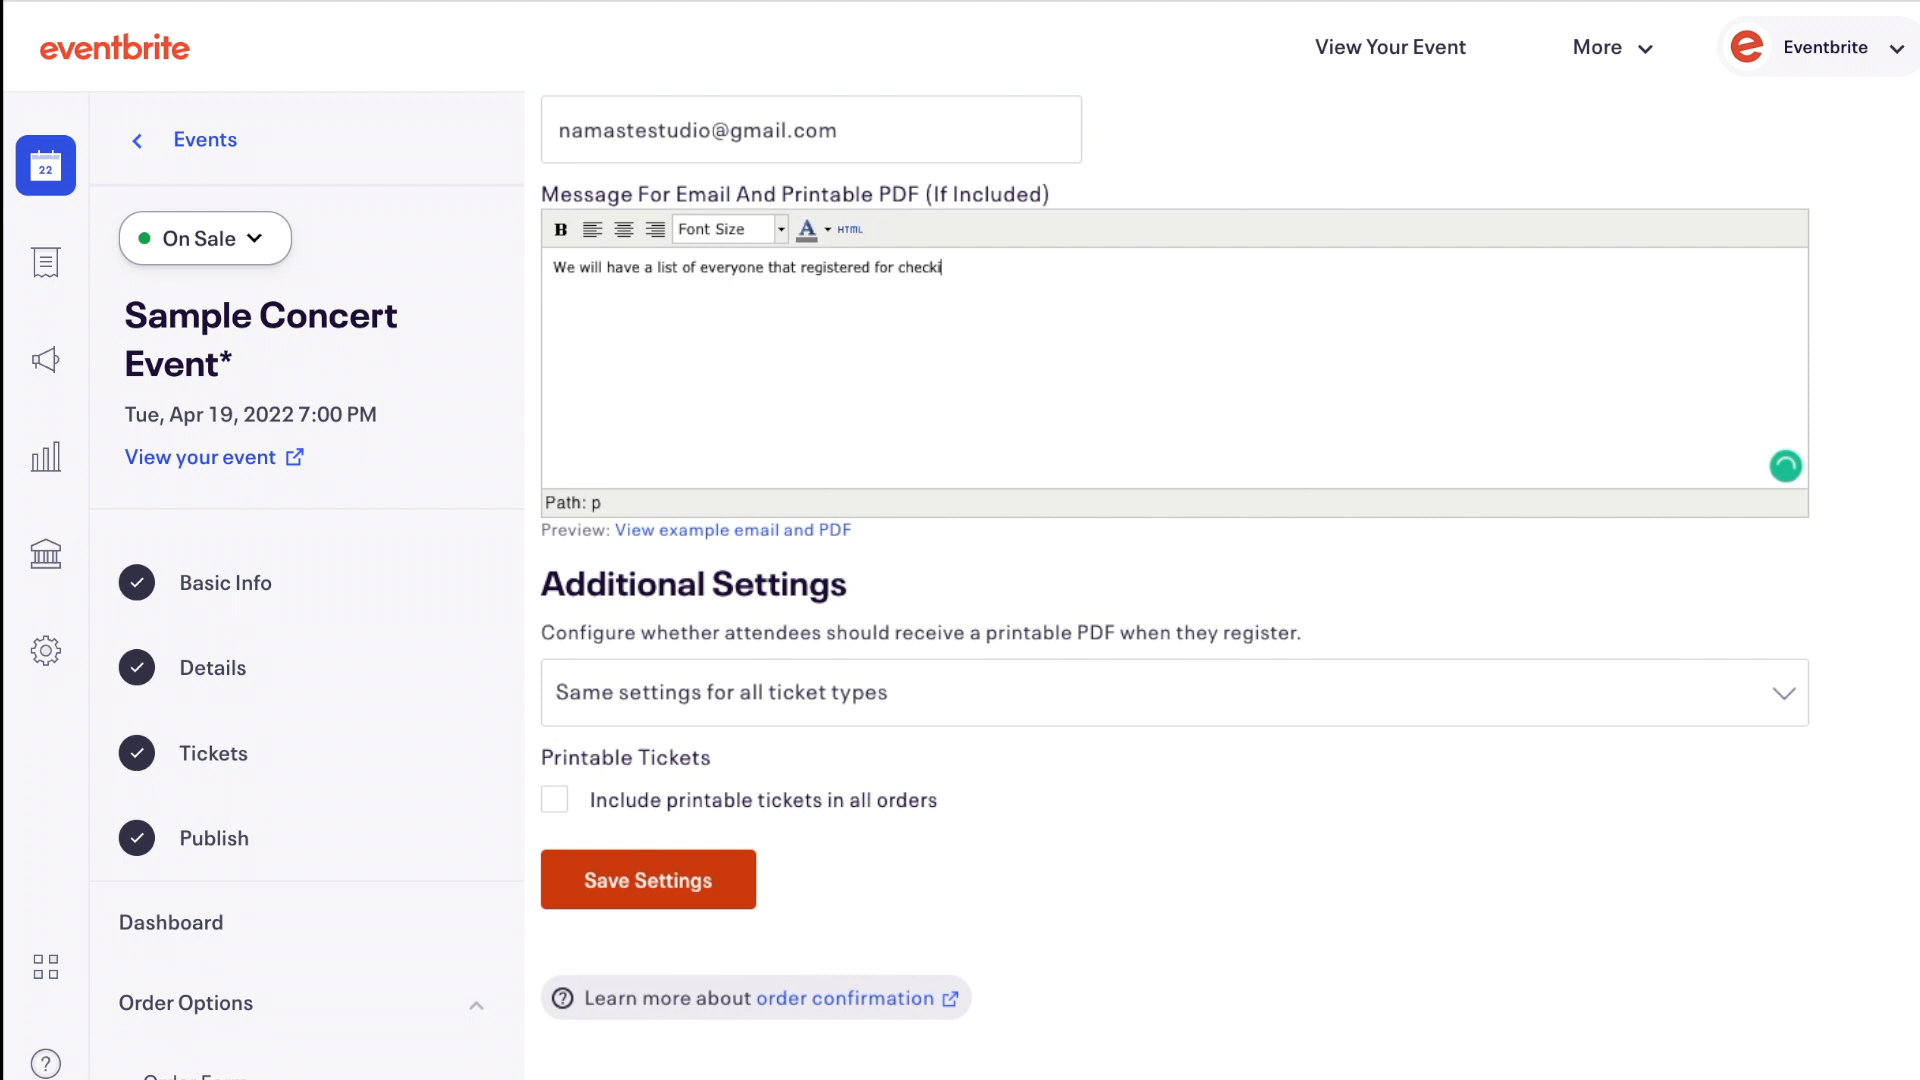 eventbrite
View Your Event
More
Eventbrite
22
Events
On Sale
Sample Concert
Event*
Tue, Apr 19, 2022 7:00 PM
View your event
Basic Info
Details
Tickets
Publish
Dashboard
Order Options
Order Form
namastestudio@gmail.com
Message For Email And Printable PDF (If Included)
B
Font Size
A
HTML
We will have a list of everyone that registered for checki
Path: p
Preview: View example email and PDF
Additional Settings
Configure whether attendees should receive a printable PDF when they register.
Same settings for all ticket types
Printable Tickets
Include printable tickets in all orders
Save Settings
Learn more about order confirmation